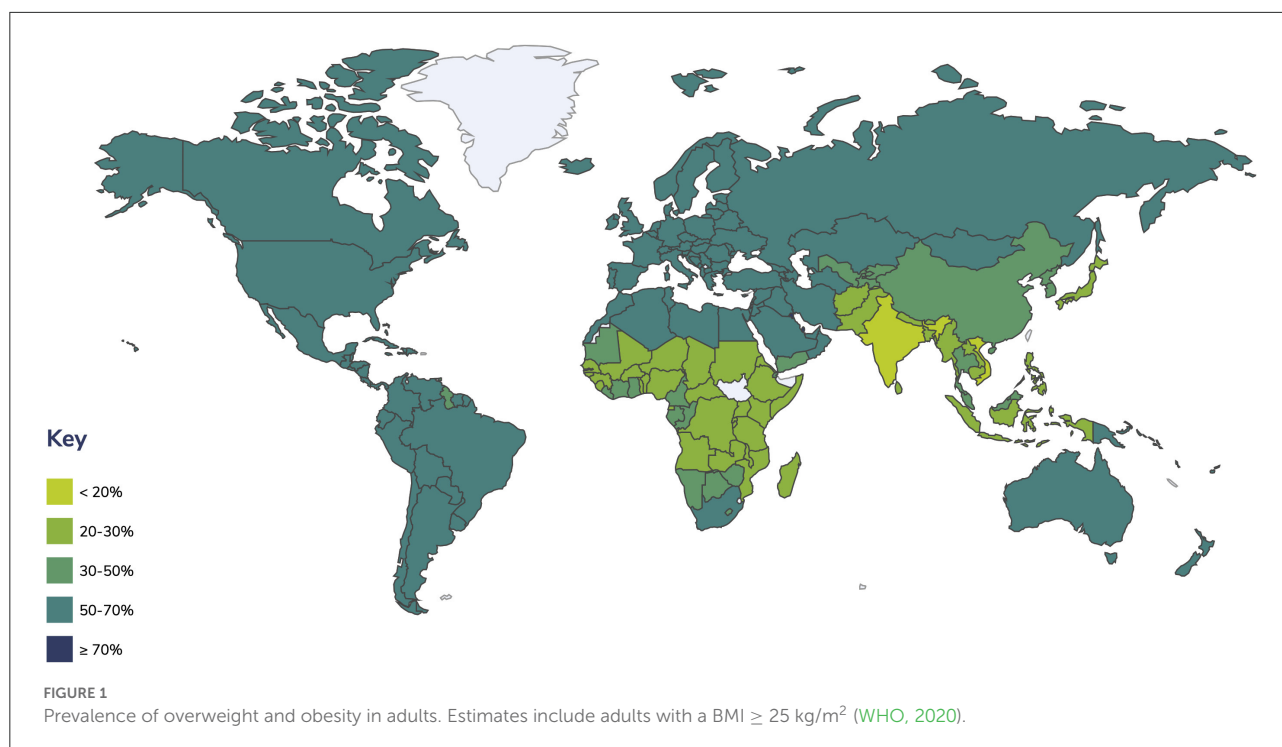 Key
< 20%
20-30%
30-50%
50-70%
≥ 70%
FIGURE 1
Prevalence of overweight and obesity in adults. Estimates include adults with a BMI ≥ 25 kg/m² (WHO, 2020).